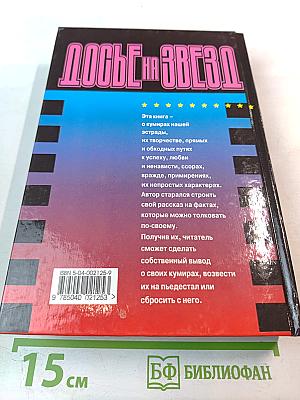 ДОСЬЕ НА ЗВЕЗД
Эта книга –
о кумирах нашей
эстрады,
их творчестве, прямых
и обходных путях
к успеху, любви
и ненависти, ссорах,
вражде, примирениях,
их непростых характерах.
Автор старался строить
свой рассказ на фактах,
которые можно толковать
по-своему.
Получив их, читатель
сможет сделать
собственный вывод
о своих кумирах, возвести
их на пьедестал или
сбросить с него.
ISBN 5-04-002125-9
9 785040 021253 >
15 см
БФ БИБЛИОФАН